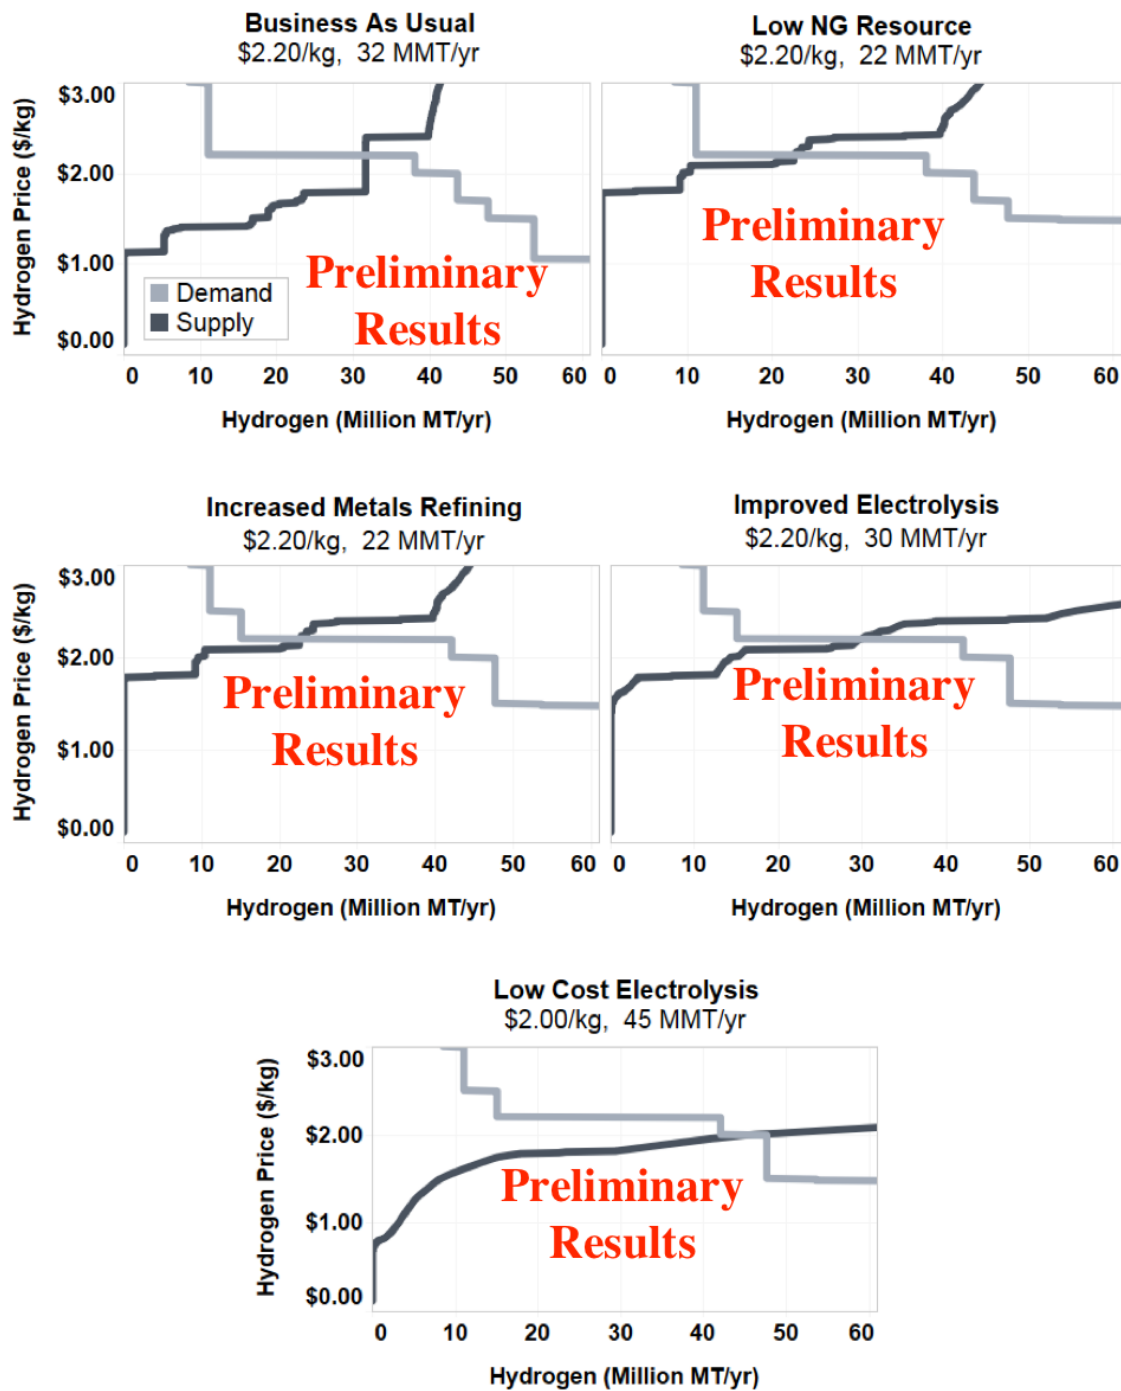 Business As Usual
$2.20/kg, 32 MMT/yr
Hydrogen Price ($/kg)
$3.00
$2.00
$1.00
$0.00
Demand
Supply
Preliminary
Results
0 10 20 30 40 50 60
Hydrogen (Million MT/yr)
Low NG Resource
$2.20/kg, 22 MMT/yr
Preliminary
Results
0 10 20 30 40 50 60
Hydrogen (Million MT/yr)
Increased Metals Refining
$2.20/kg, 22 MMT/yr
Hydrogen Price ($/kg)
$3.00
$2.00
$1.00
$0.00
Preliminary
Results
0 10 20 30 40 50 60
Hydrogen (Million MT/yr)
Improved Electrolysis
$2.20/kg, 30 MMT/yr
Preliminary
Results
0 10 20 30 40 50 60
Hydrogen (Million MT/yr)
Low Cost Electrolysis
$2.00/kg, 45 MMT/yr
Hydrogen Price ($/kg)
$3.00
$2.00
$1.00
$0.00
Preliminary
Results
0 10 20 30 40 50 60
Hydrogen (Million MT/yr)